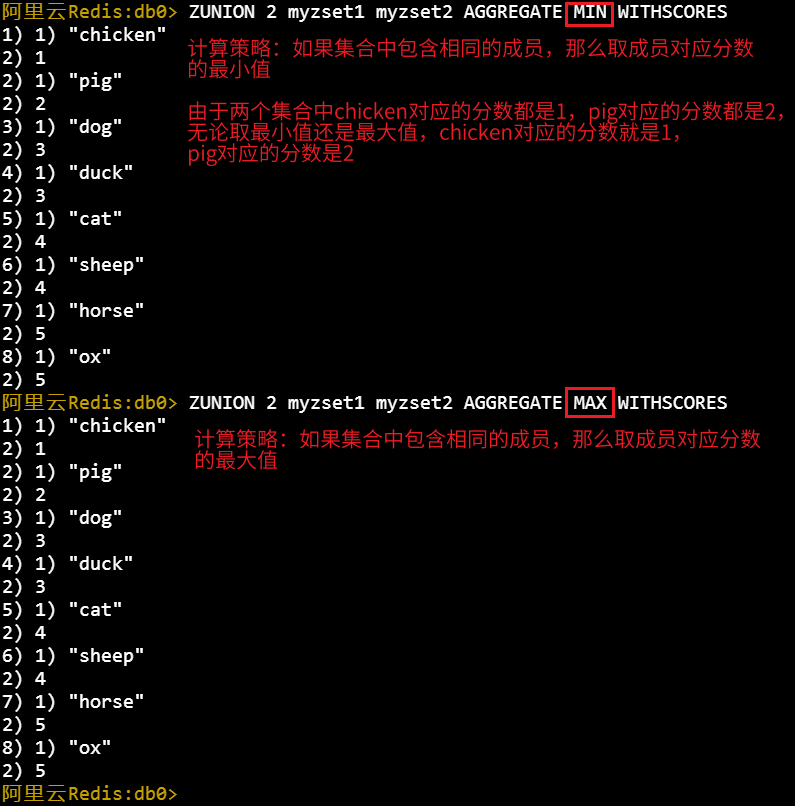 阿里云Redis:db0> ZUNION 2 myzset1 myzset2 AGGREGATE MIN WITHSCORES
1) 1) "chicken"
计算策略：如果集合中包含相同的成员，那么取成员对应分数
的最小值
2) 1
2) 1) "pig"
2) 2
由于两个集合中chicken对应的分数都是1，pig对应的分数都是2，
3) 1) "dog"
无论取最小值还是最大值，chicken对应的分数就是1，
2) 3
pig对应的分数是2
4) 1) "duck"
2) 3
5) 1) "cat"
2) 4
6) 1) "sheep"
2) 4
7) 1) "horse"
2) 5
8) 1) "ox"
2) 5
阿里云Redis:db0> ZUNION 2 myzset1 myzset2 AGGREGATE MAX WITHSCORES
1) 1) "chicken"
计算策略：如果集合中包含相同的成员，那么取成员对应分数
的最大值
2) 1
2) 1) "pig"
2) 2
3) 1) "dog"
2) 3
4) 1) "duck"
2) 3
5) 1) "cat"
2) 4
6) 1) "sheep"
2) 4
7) 1) "horse"
2) 5
8) 1) "ox"
2) 5
阿里云Redis:db0>